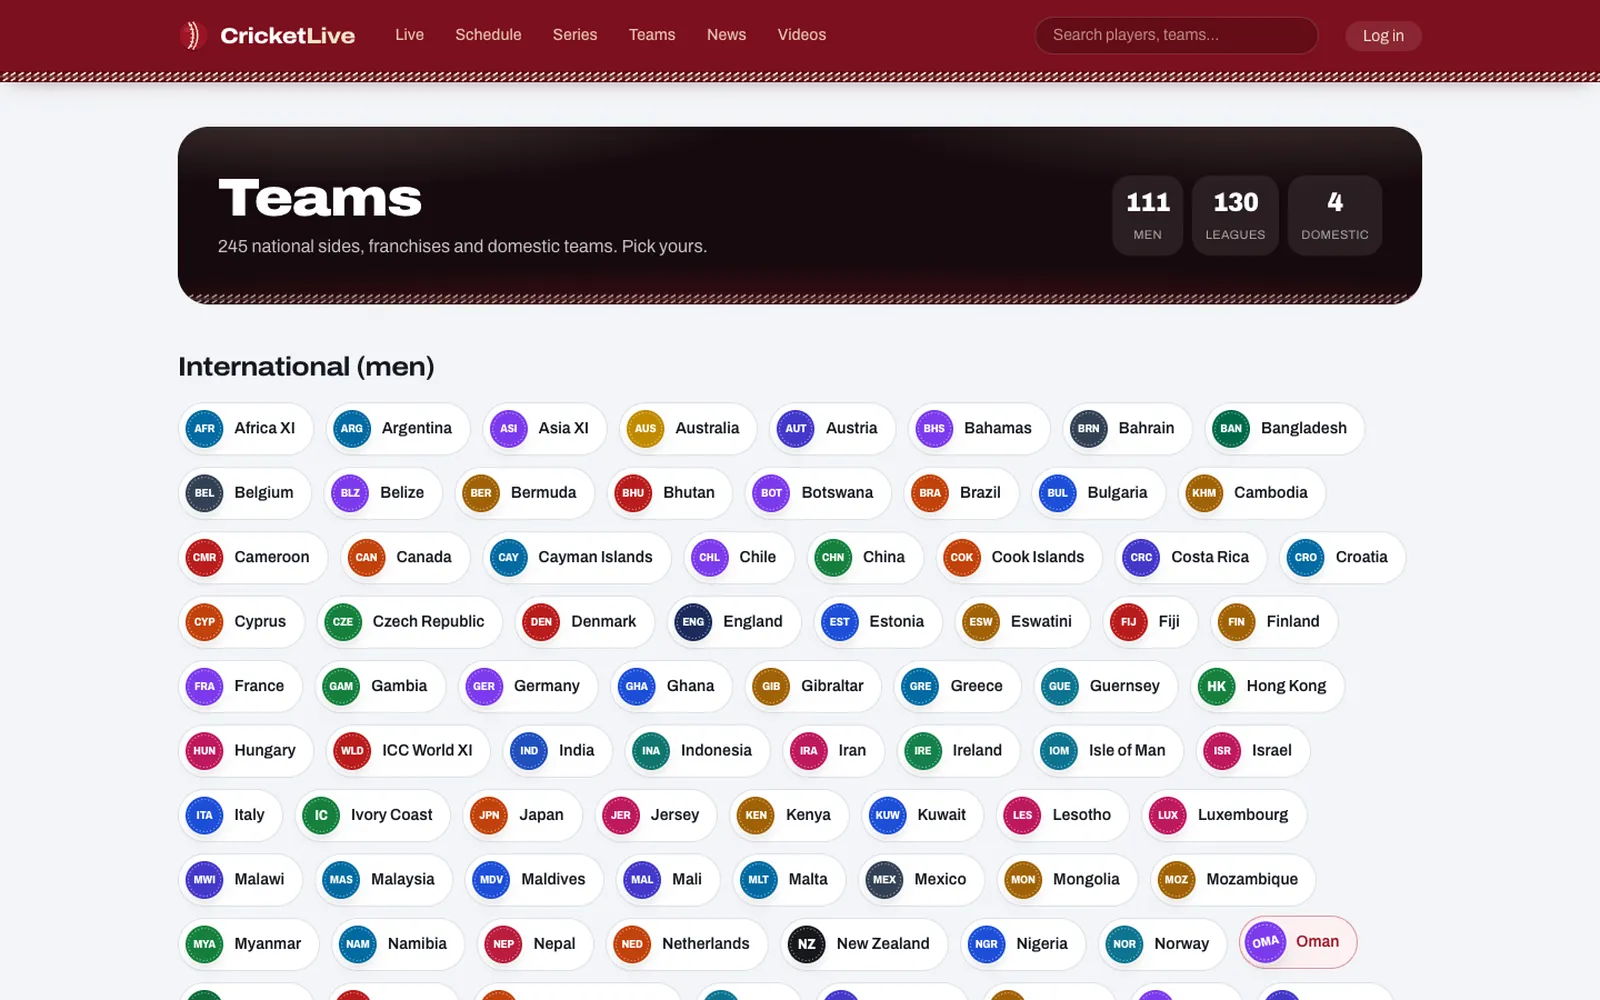 CricketLive Live Schedule Series Teams News Videos Search players, teams... Log in
Teams
245 national sides, franchises and domestic teams. Pick yours.
111 130 4
MEN LEAGUES DOMESTIC
International (men)
AFR Africa XI ARG Argentina ASI Asia XI AUS Australia AUT Austria BHS Bahamas BRN Bahrain BAN Bangladesh
BEL Belgium BLZ Belize BER Bermuda BHU Bhutan BOT Botswana BRA Brazil BUL Bulgaria KHM Cambodia
CMR Cameroon CAN Canada CAY Cayman Islands CHL Chile CHN China COK Cook Islands CRC Costa Rica CRO Croatia
CYP Cyprus CZE Czech Republic DEN Denmark ENG England EST Estonia ESW Eswatini FIJ Fiji FIN Finland
FRA France GAM Gambia GER Germany GHA Ghana GIB Gibraltar GRE Greece GUE Guernsey HK Hong Kong
HUN Hungary WLD ICC World XI IND India INA Indonesia IRA Iran IRE Ireland IOM Isle of Man ISR Israel
ITA Italy IC Ivory Coast JPN Japan JER Jersey KEN Kenya KUW Kuwait LES Lesotho LUX Luxembourg
MWI Malawi MAS Malaysia MDV Maldives MAL Mali MLT Malta MEX Mexico MON Mongolia MOZ Mozambique
MYA Myanmar NAM Namibia NEP Nepal NED Netherlands NZ New Zealand NGR Nigeria NOR Norway OMA Oman